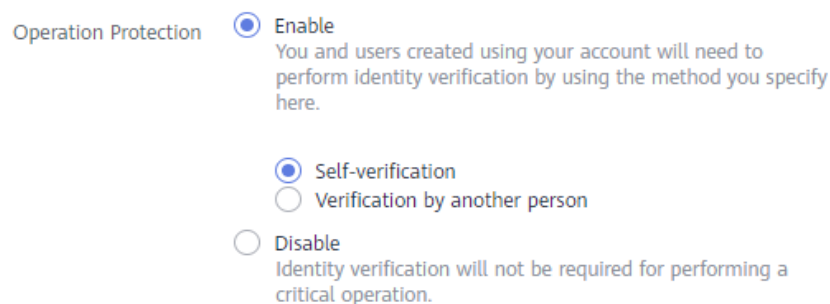 Operation Protection
Enable
You and users created using your account will need to
perform identity verification by using the method you specify
here.
Self-verification
Verification by another person
Disable
Identity verification will not be required for performing a
critical operation.